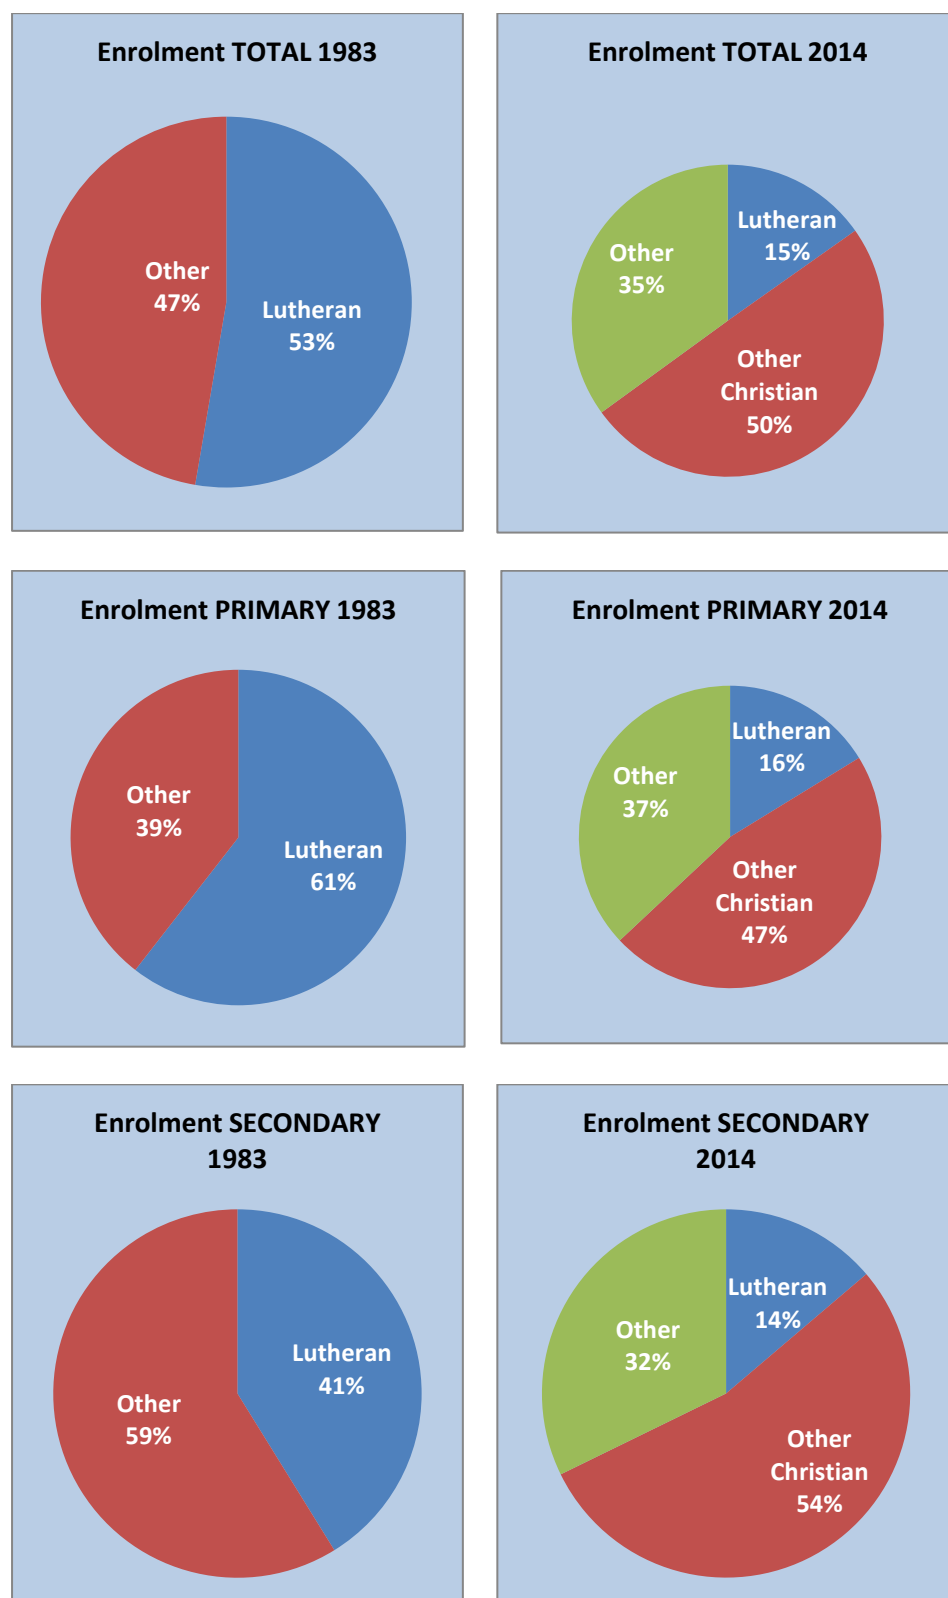 Enrolment TOTAL 1983
Other
47%
Lutheran
53%
Enrolment TOTAL 2014
Lutheran
15%
Other
35%
Other
Christian
50%
Enrolment PRIMARY 1983
Other
39%
Lutheran
61%
Enrolment PRIMARY 2014
Lutheran
16%
Other
37%
Other
Christian
47%
Enrolment SECONDARY
1983
Lutheran
41%
Other
59%
Enrolment SECONDARY
2014
Lutheran
14%
Other
32%
Other
Christian
54%